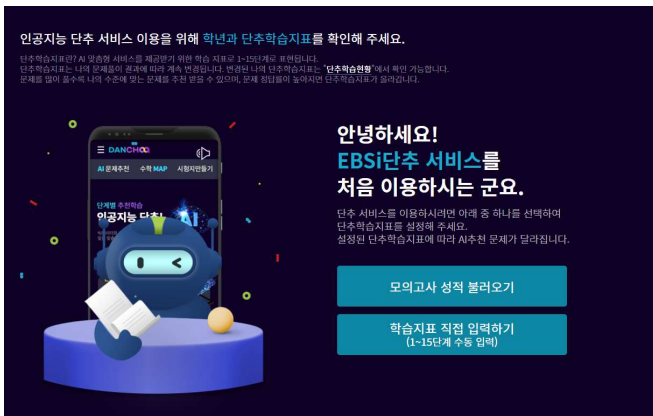 인공지능 단추 서비스 이용을 위해 학년과 단추학습지표를 확인해 주세요.
단추학습지표란? AI 맞춤형 서비스를 제공받기 위한 학습 지표로 1~15단계로 표현됩니다.
단추학습지표는 나의 문제풀이 결과에 따라 계속 변경됩니다. 변경된 나의 단추학습지표는 "단추학습현황"에서 확인 가능합니다.
문제를 많이 풀수록 나의 수준에 맞는 문제를 추천 받을 수 있으며, 문제 정답률이 높아지면 단추학습지표가 올라갑니다.
DANCHOO
AI 문제추천 수학 MAP 시험지만들기
단계별 추천학습
인공지능 단추!
AI
안녕하세요!
EBSi단추 서비스를
처음 이용하시는 군요.
단추 서비스를 이용하시려면 아래 중 하나를 선택하여
단추학습지표를 설정해 주세요.
설정된 단추학습지표에 따라 AI추천 문제가 달라집니다.
모의고사 성적 불러오기
학습지표 직접 입력하기
(1~15단계 수동 입력)